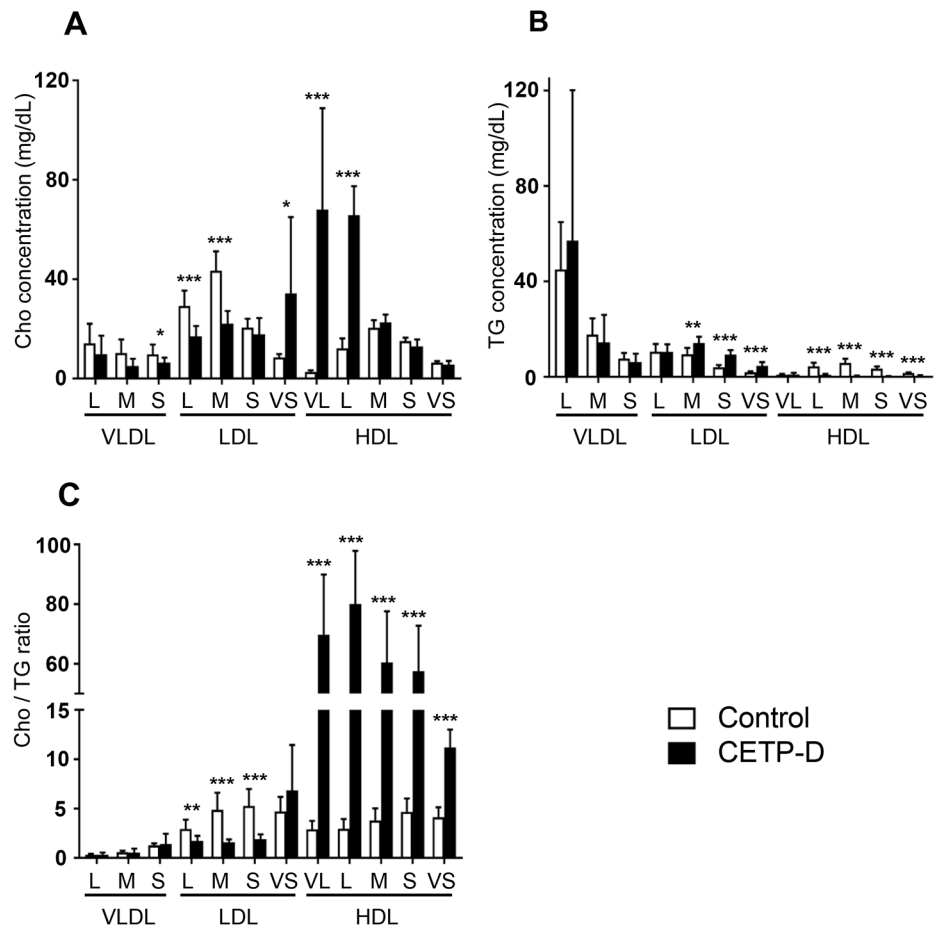 A
Cho concentration (mg/dL)
120
80
40
0
***
***
*
***
***
*
L M S L M S VS VL L M S VS
VLDL LDL HDL
B
TG concentration (mg/dL)
120
80
40
0
** *** *** *** *** *** ***
L M S L M S VS VL L M S VS
VLDL LDL HDL
C
Cho / TG ratio
100
80
60
15
10
5
0
***
***
***
***
***
** *** ***
L M S L M S VS VL L M S VS
VLDL LDL HDL
Control
CETP-D